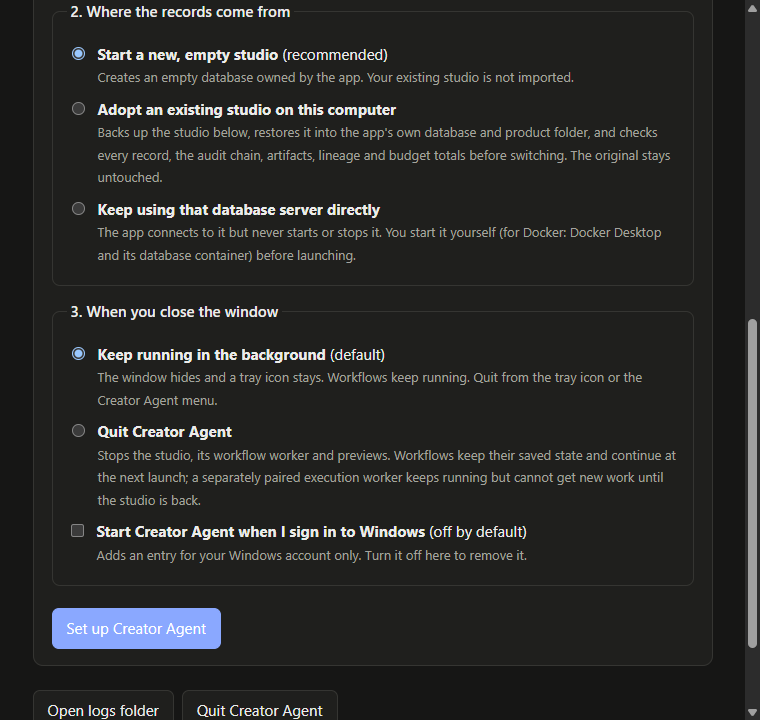 2. Where the records come from
Start a new, empty studio (recommended)
Creates an empty database owned by the app. Your existing studio is not imported.
Adopt an existing studio on this computer
Backs up the studio below, restores it into the app's own database and product folder, and checks
every record, the audit chain, artifacts, lineage and budget totals before switching. The original stays
untouched.
Keep using that database server directly
The app connects to it but never starts or stops it. You start it yourself (for Docker: Docker Desktop
and its database container) before launching.
3. When you close the window
Keep running in the background (default)
The window hides and a tray icon stays. Workflows keep running. Quit from the tray icon or the
Creator Agent menu.
Quit Creator Agent
Stops the studio, its workflow worker and previews. Workflows keep their saved state and continue at
the next launch; a separately paired execution worker keeps running but cannot get new work until
the studio is back.
Start Creator Agent when I sign in to Windows (off by default)
Adds an entry for your Windows account only. Turn it off here to remove it.
Set up Creator Agent
Open logs folder
Quit Creator Agent